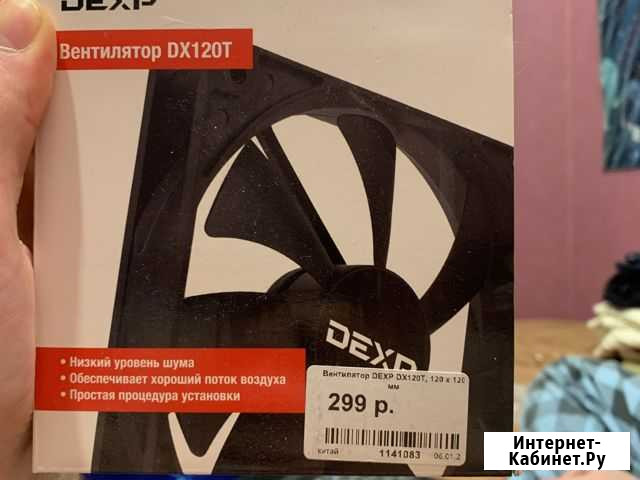 DEXP
Вентилятор DX120T
DEXP
• Низкий уровень шума
• Обеспечивает хороший поток воздуха
• Простая процедура установки
Вентилятор DEXP DX120T, 120 x 120
мм
299 р.
китай 1141083 06.01.2
Интернет-
Кабинет.Ру